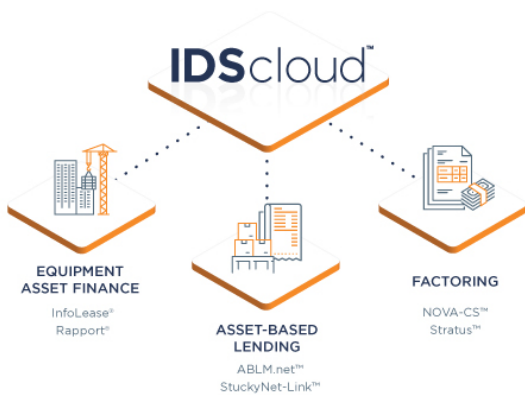 IDScloud™
EQUIPMENT
ASSET FINANCE
InfoLease®
Rapport®
ASSET-BASED
LENDING
ABLM.net™
StuckyNet-Link™
FACTORING
NOVA-CS™
Stratus™